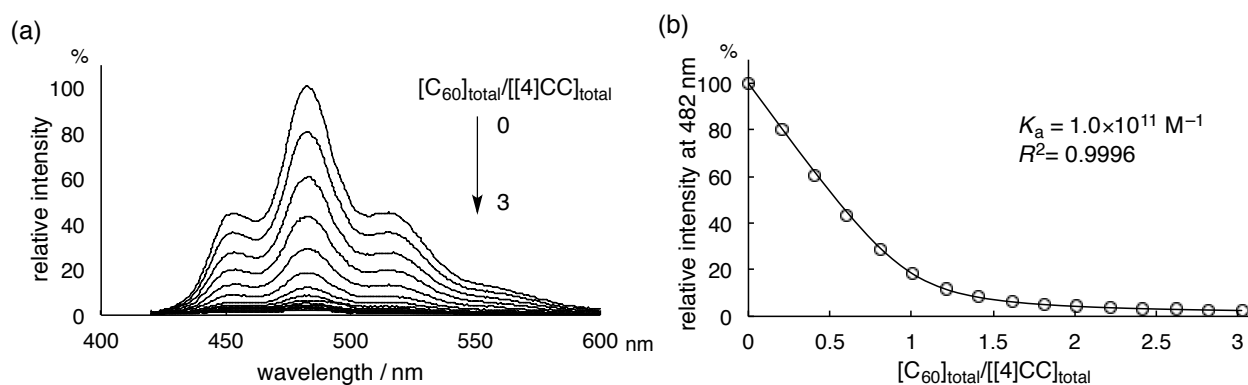 (a)
%
100
80
60
40
20
0
relative intensity
400 450 500 550 600 nm
wavelength / nm
[C₆₀]total/[[4]CC]total
0
3
(b)
%
100
80
60
40
20
0
relative intensity at 482 nm
0 0.5 1 1.5 2 2.5 3
[C₆₀]total/[[4]CC]total
Kₐ = 1.0×10¹¹ M⁻¹
R²= 0.9996